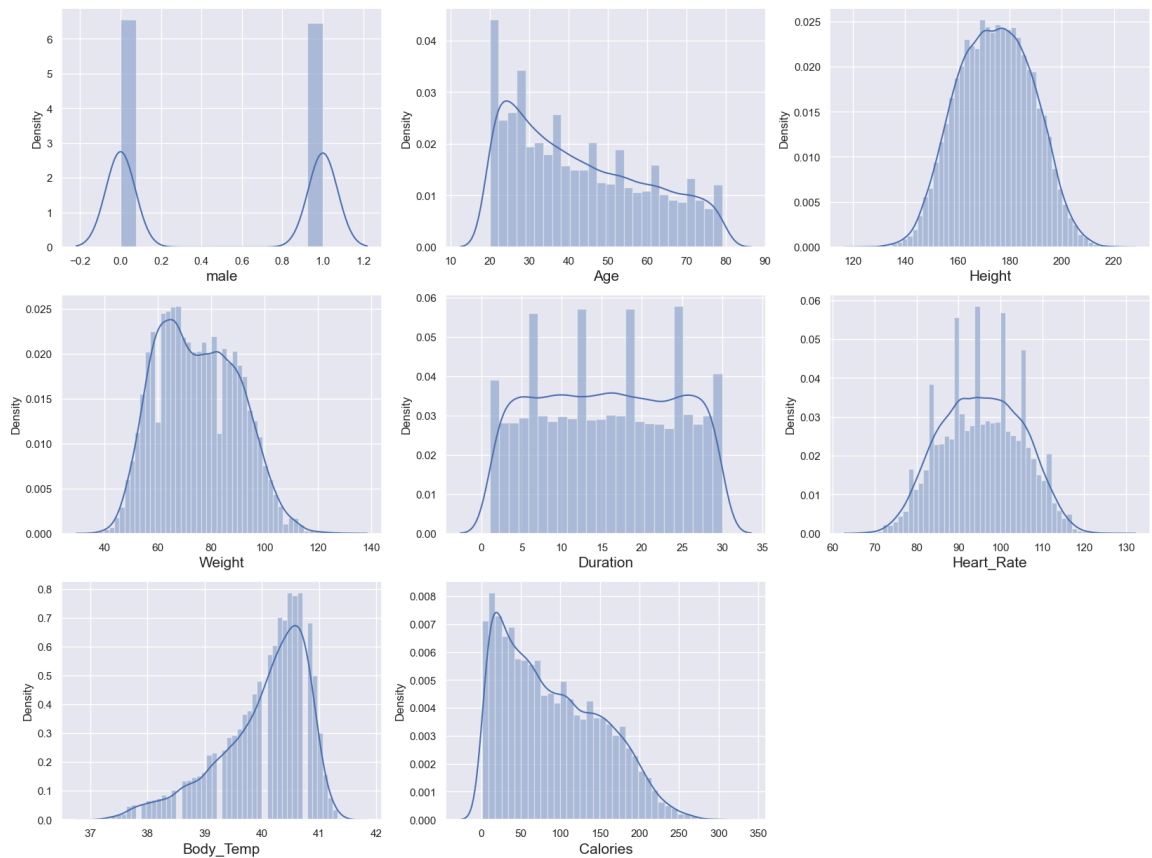 6
5
4
3
2
1
0
Density
−0.2 0.0 0.2 0.4 0.6 0.8 1.0 1.2
male
0.04
0.03
0.02
0.01
0.00
Density
10 20 30 40 50 60 70 80 90
Age
0.025
0.020
0.015
0.010
0.005
0.000
Density
120 140 160 180 200 220
Height
0.025
0.020
0.015
0.010
0.005
0.000
Density
40 60 80 100 120 140
Weight
0.06
0.05
0.04
0.03
0.02
0.01
0.00
Density
0 5 10 15 20 25 30 35
Duration
0.06
0.05
0.04
0.03
0.02
0.01
0.00
Density
60 70 80 90 100 110 120 130
Heart_Rate
0.8
0.7
0.6
0.5
0.4
0.3
0.2
0.1
0.0
Density
37 38 39 40 41 42
Body_Temp
0.008
0.007
0.006
0.005
0.004
0.003
0.002
0.001
0.000
Density
0 50 100 150 200 250 300 350
Calories